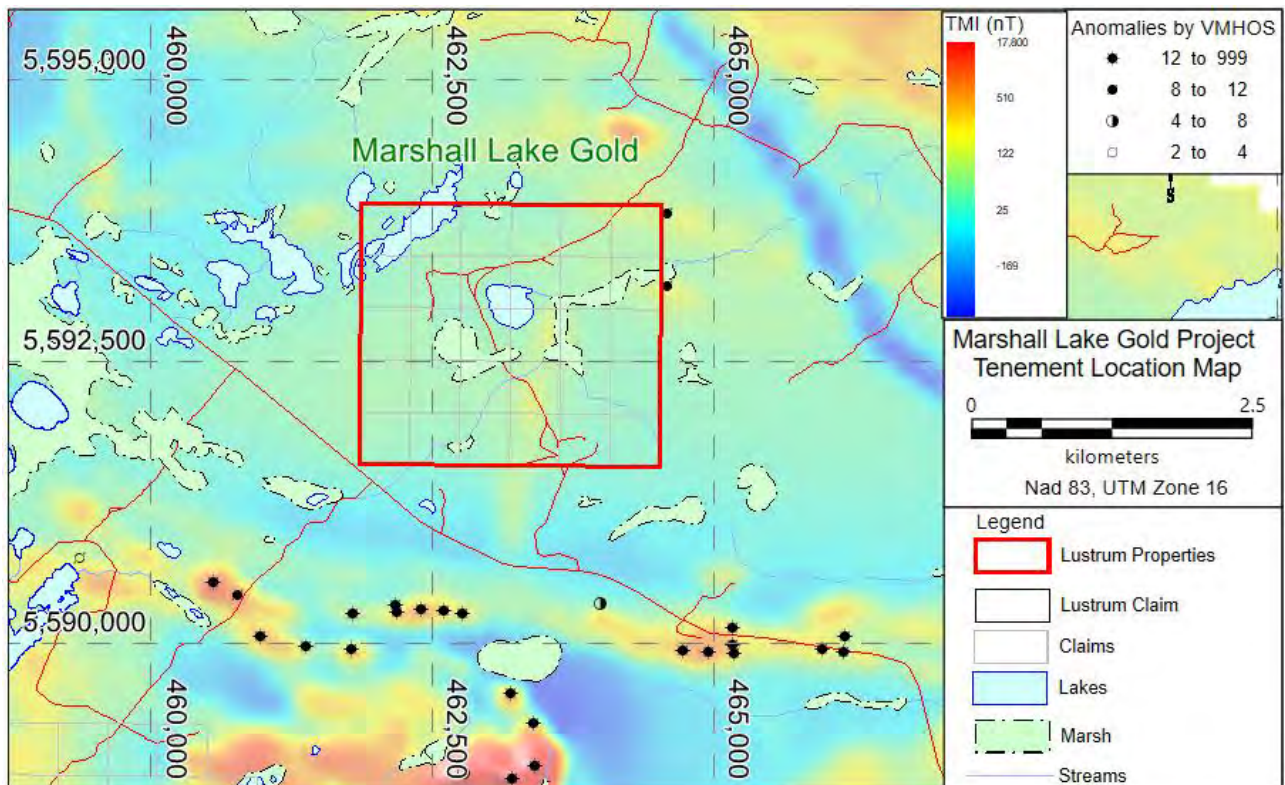 5,595,000
460,000
462,500
465,000
Marshall Lake Gold
5,592,500
5,590,000
460,000
462,500
465,000
TMI (nT)
17,800
510
122
25
-169
Anomalies by VMHOS
12 to 999
8 to 12
4 to 8
2 to 4
S
Marshall Lake Gold Project
Tenement Location Map
0 2.5
kilometers
Nad 83, UTM Zone 16
Legend
Lustrum Properties
Lustrum Claim
Claims
Lakes
Marsh
Streams